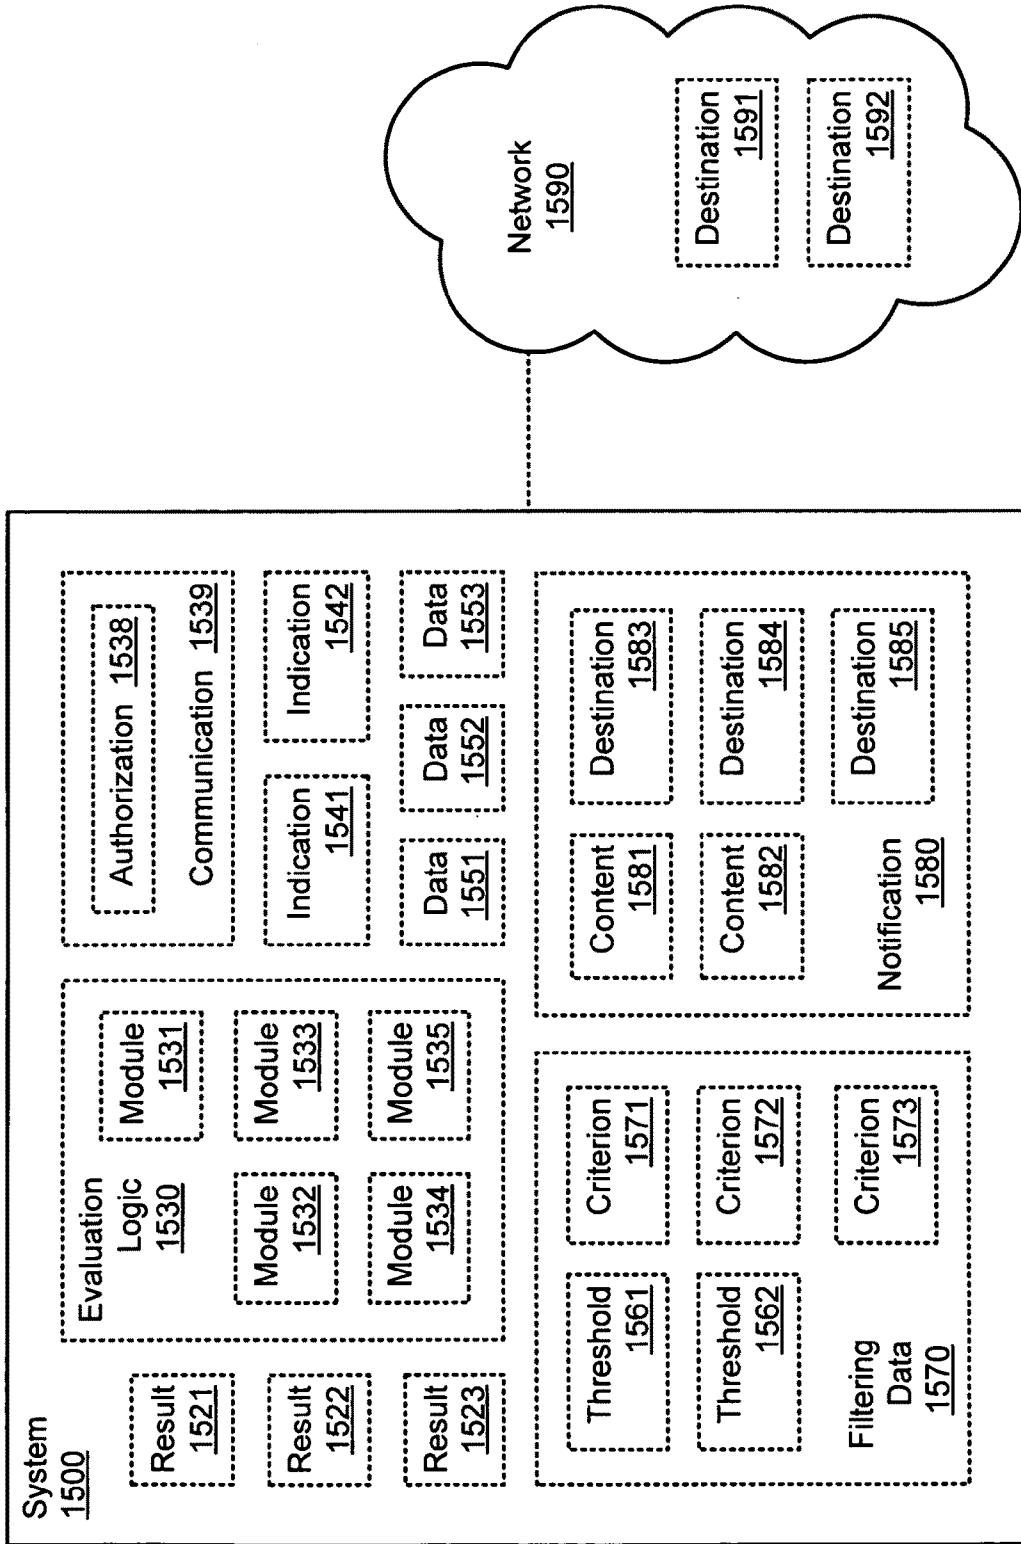 System
1500
Result
1521
Result
1522
Result
1523
Evaluation
Logic
1530
Module
1531
Module
1532
Module
1533
Module
1534
Module
1535
Authorization 1538
Communication 1539
Indication
1541
Indication
1542
Data
1551
Data
1552
Data
1553
Threshold
1561
Threshold
1562
Criterion
1571
Criterion
1572
Criterion
1573
Filtering
Data
1570
Content
1581
Content
1582
Destination
1583
Destination
1584
Destination
1585
Notification
1580
Network
1590
Destination
1591
Destination
1592